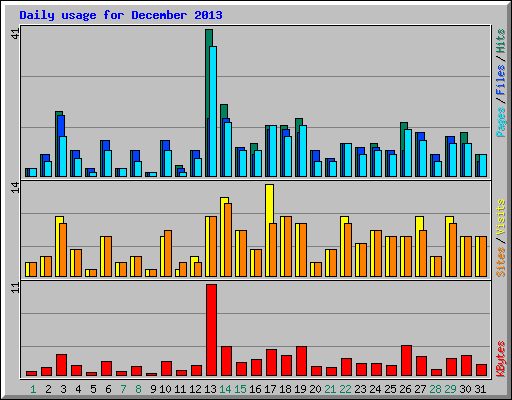 Daily usage for December 2013
41
Pages / Files / Hits
14
Sites / Visits
11
KBytes
1 2 3 4 5 6 7 8 9 10 11 12 13 14 15 16 17 18 19 20 21 22 23 24 25 26 27 28 29 30 31